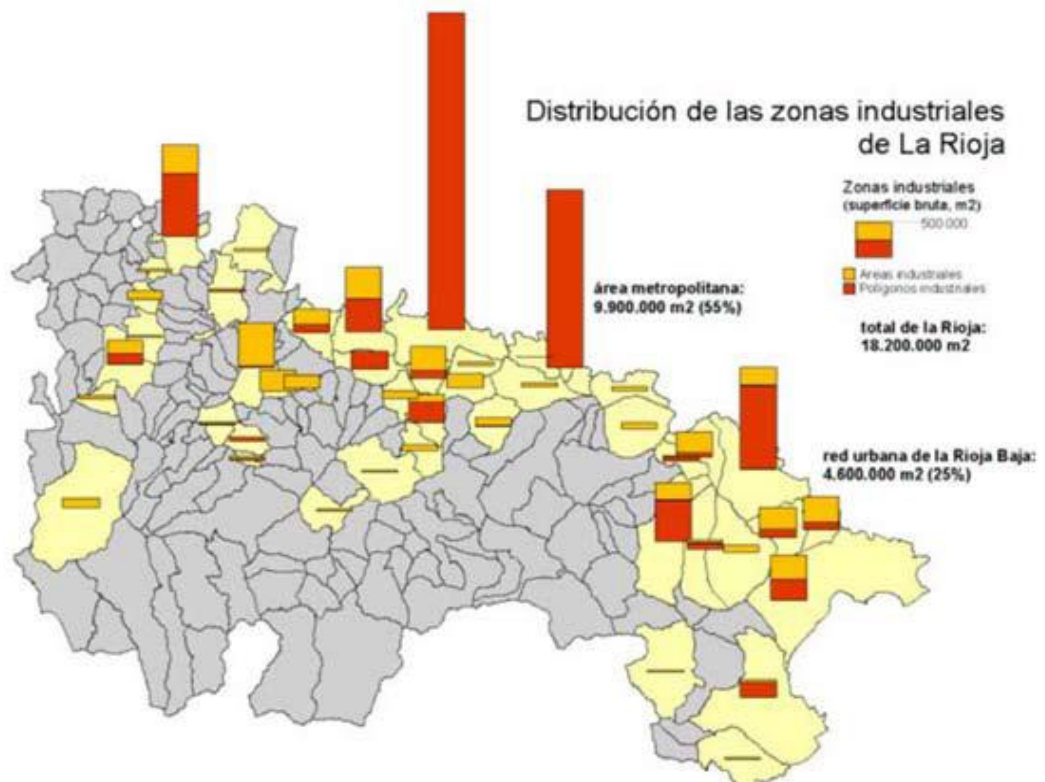 Distribución de las zonas industriales
de La Rioja
Zonas industriales
(superficie bruta, m2)
500.000
Areas industriales
Polígonos industriales
área metropolitana:
9.900.000 m2 (55%)
total de la Rioja:
18.200.000 m2
red urbana de la Rioja Baja:
4.600.000 m2 (25%)